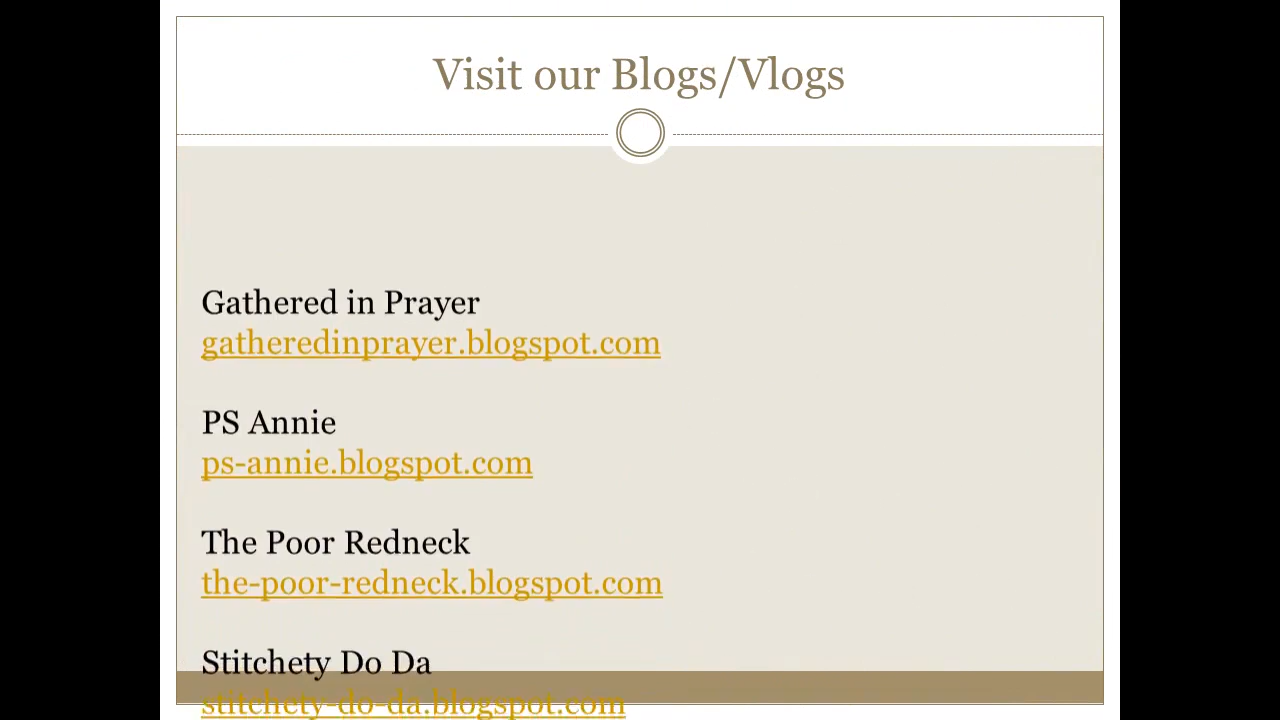 Visit our Blogs/Vlogs
Gathered in Prayer
gatheredinprayer.blogspot.com
PS Annie
ps-annie.blogspot.com
The Poor Redneck
the-poor-redneck.blogspot.com
Stitchety Do Da
stitchety-do-da.blogspot.com